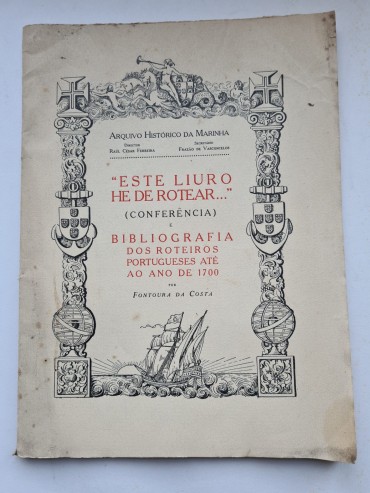 ARQUIVO HISTÓRICO DA MARINHA
DIRECTOR SECRETÁRIO
RAÚL CÉSAR FERREIRA FRAZÃO DE VASCONCELOS
"ESTE LIURO
HE DE ROTEAR..."
(CONFERÊNCIA)
E
BIBLIOGRAFIA
DOS ROTEIROS
PORTUGUESES ATÉ
AO ANO DE 1700
POR
FONTOURA DA COSTA